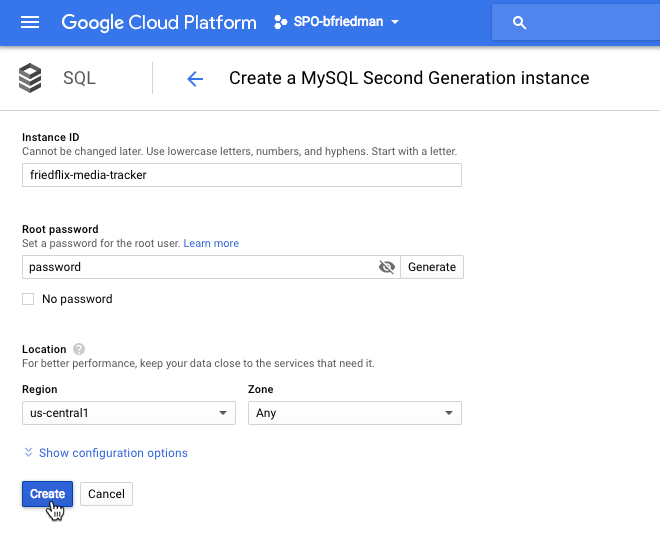 Google Cloud Platform SPO-bfriedman
SQL Create a MySQL Second Generation instance
Instance ID
Cannot be changed later. Use lowercase letters, numbers, and hyphens. Start with a letter.
friedflix-media-tracker
Root password
Set a password for the root user. Learn more
password Generate
No password
Location ?
For better performance, keep your data close to the services that need it.
Region Zone
us-central1 Any
Show configuration options
Create Cancel